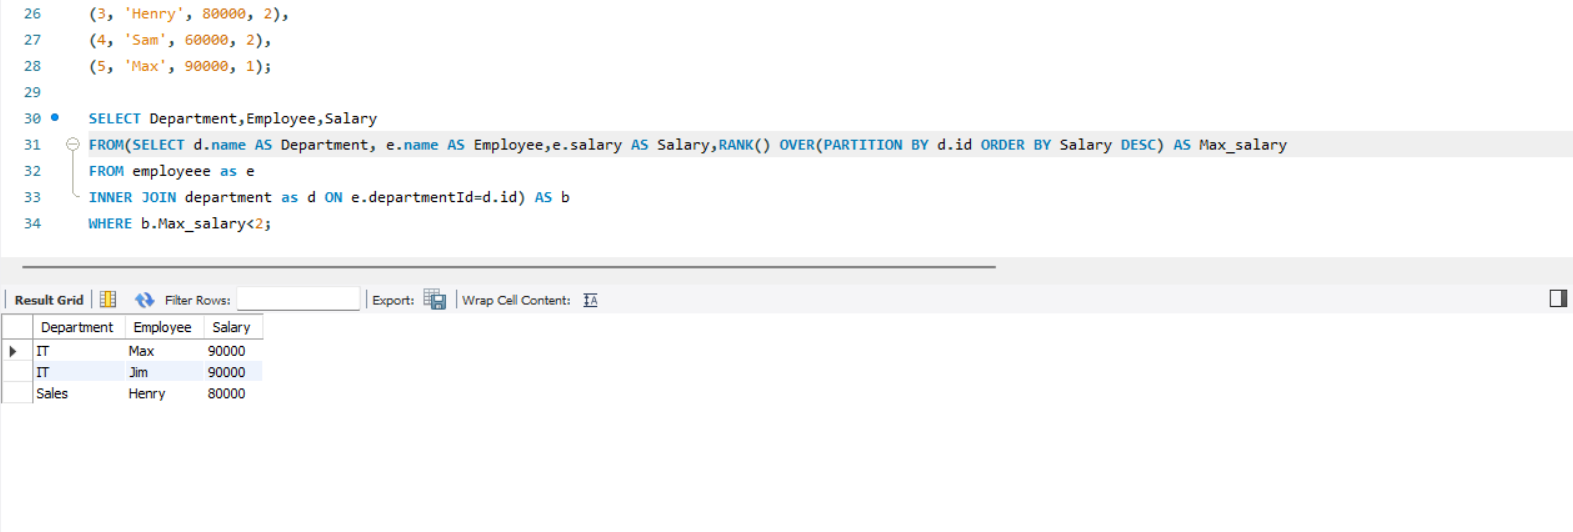 26 (3, 'Henry', 80000, 2),
27 (4, 'Sam', 60000, 2),
28 (5, 'Max', 90000, 1);
29
30 SELECT Department,Employee,Salary
31 FROM(SELECT d.name AS Department, e.name AS Employee,e.salary AS Salary,RANK() OVER(PARTITION BY d.id ORDER BY Salary DESC) AS Max_salary
32 FROM employeee as e
33 INNER JOIN department as d ON e.departmentId=d.id) AS b
34 WHERE b.Max_salary<2;
Result Grid Filter Rows: Export: Wrap Cell Content: IA
Department Employee Salary
IT Max 90000
IT Jim 90000
Sales Henry 80000